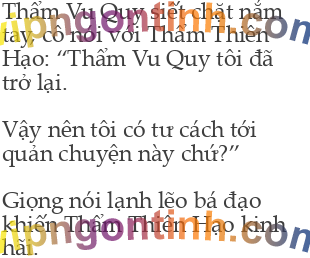 Thẩm Vu Quy siết chặt nắm
tay, cô nói với Thẩm Thiên
Hạo: “Thẩm Vu Quy tôi đã
trở lại.
Vậy nên tôi có tư cách tới
quản chuyện này chứ?”
Giọng nói lạnh lẽo bá đạo
khiến Thẩm Thiên Hạo kinh
hãi.